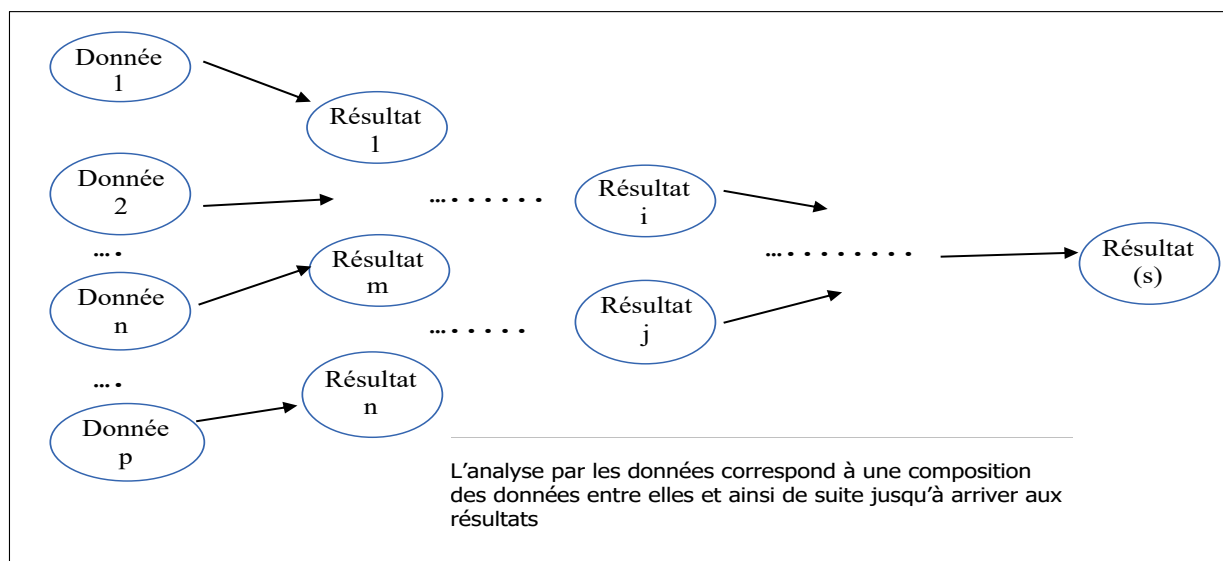 Donnée
1
Résultat
1
Donnée
2
.........
Résultat
i
....
Résultat
m
.........
Résultat
(s)
Donnée
n
.......
Résultat
j
....
Résultat
n
Donnée
p
L'analyse par les données correspond à une composition
des données entre elles et ainsi de suite jusqu'à arriver aux
résultats